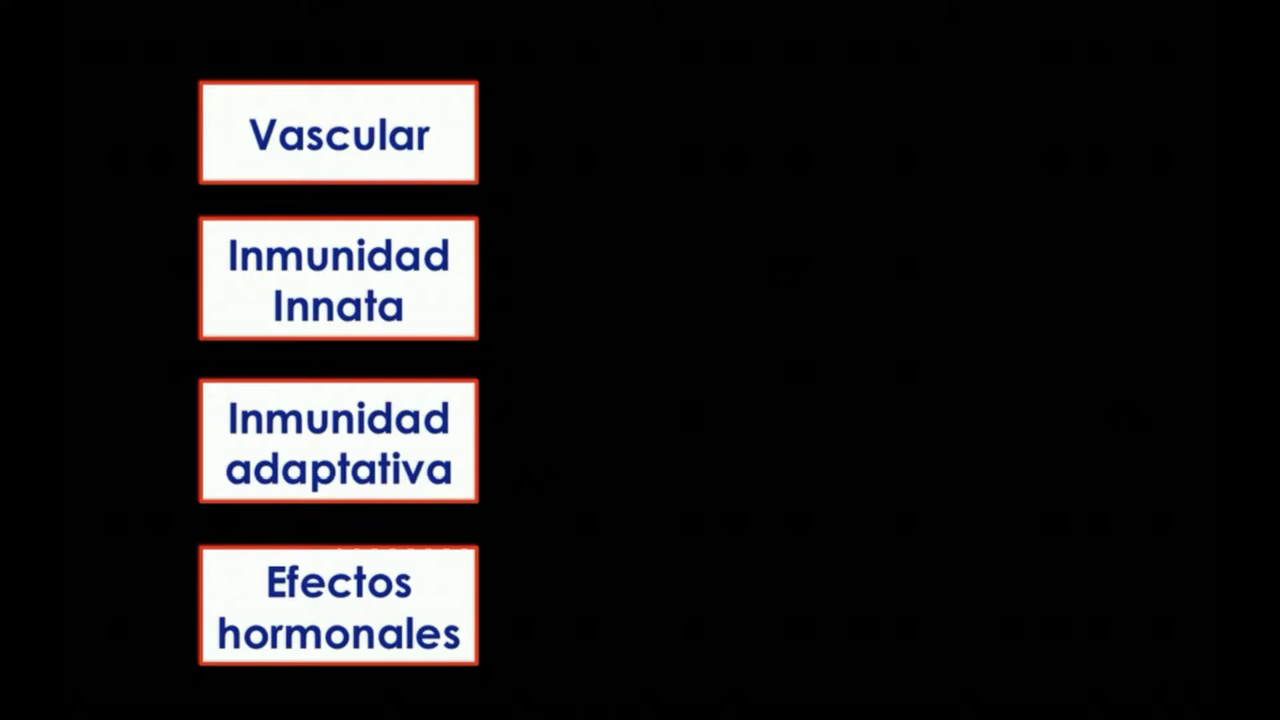 Vascular
Inmunidad
Innata
Inmunidad
adaptativa
Efectos
hormonales